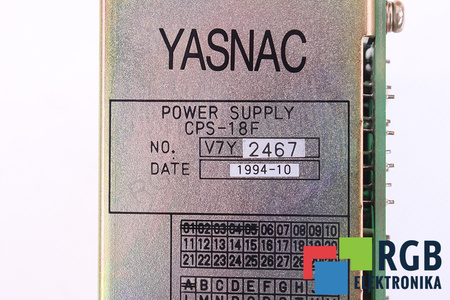 YASNAC
POWER SUPPLY
CPS-18F
NO. V7Y 2467
DATE 1994-10
01 02 03 04 05 06 07 08 09 10
11 12 13 14 15 16 17 18 19 20
21 22 23 24 25 26 27 28
A B C D E F G H
RGB
ELEKTRONIKA